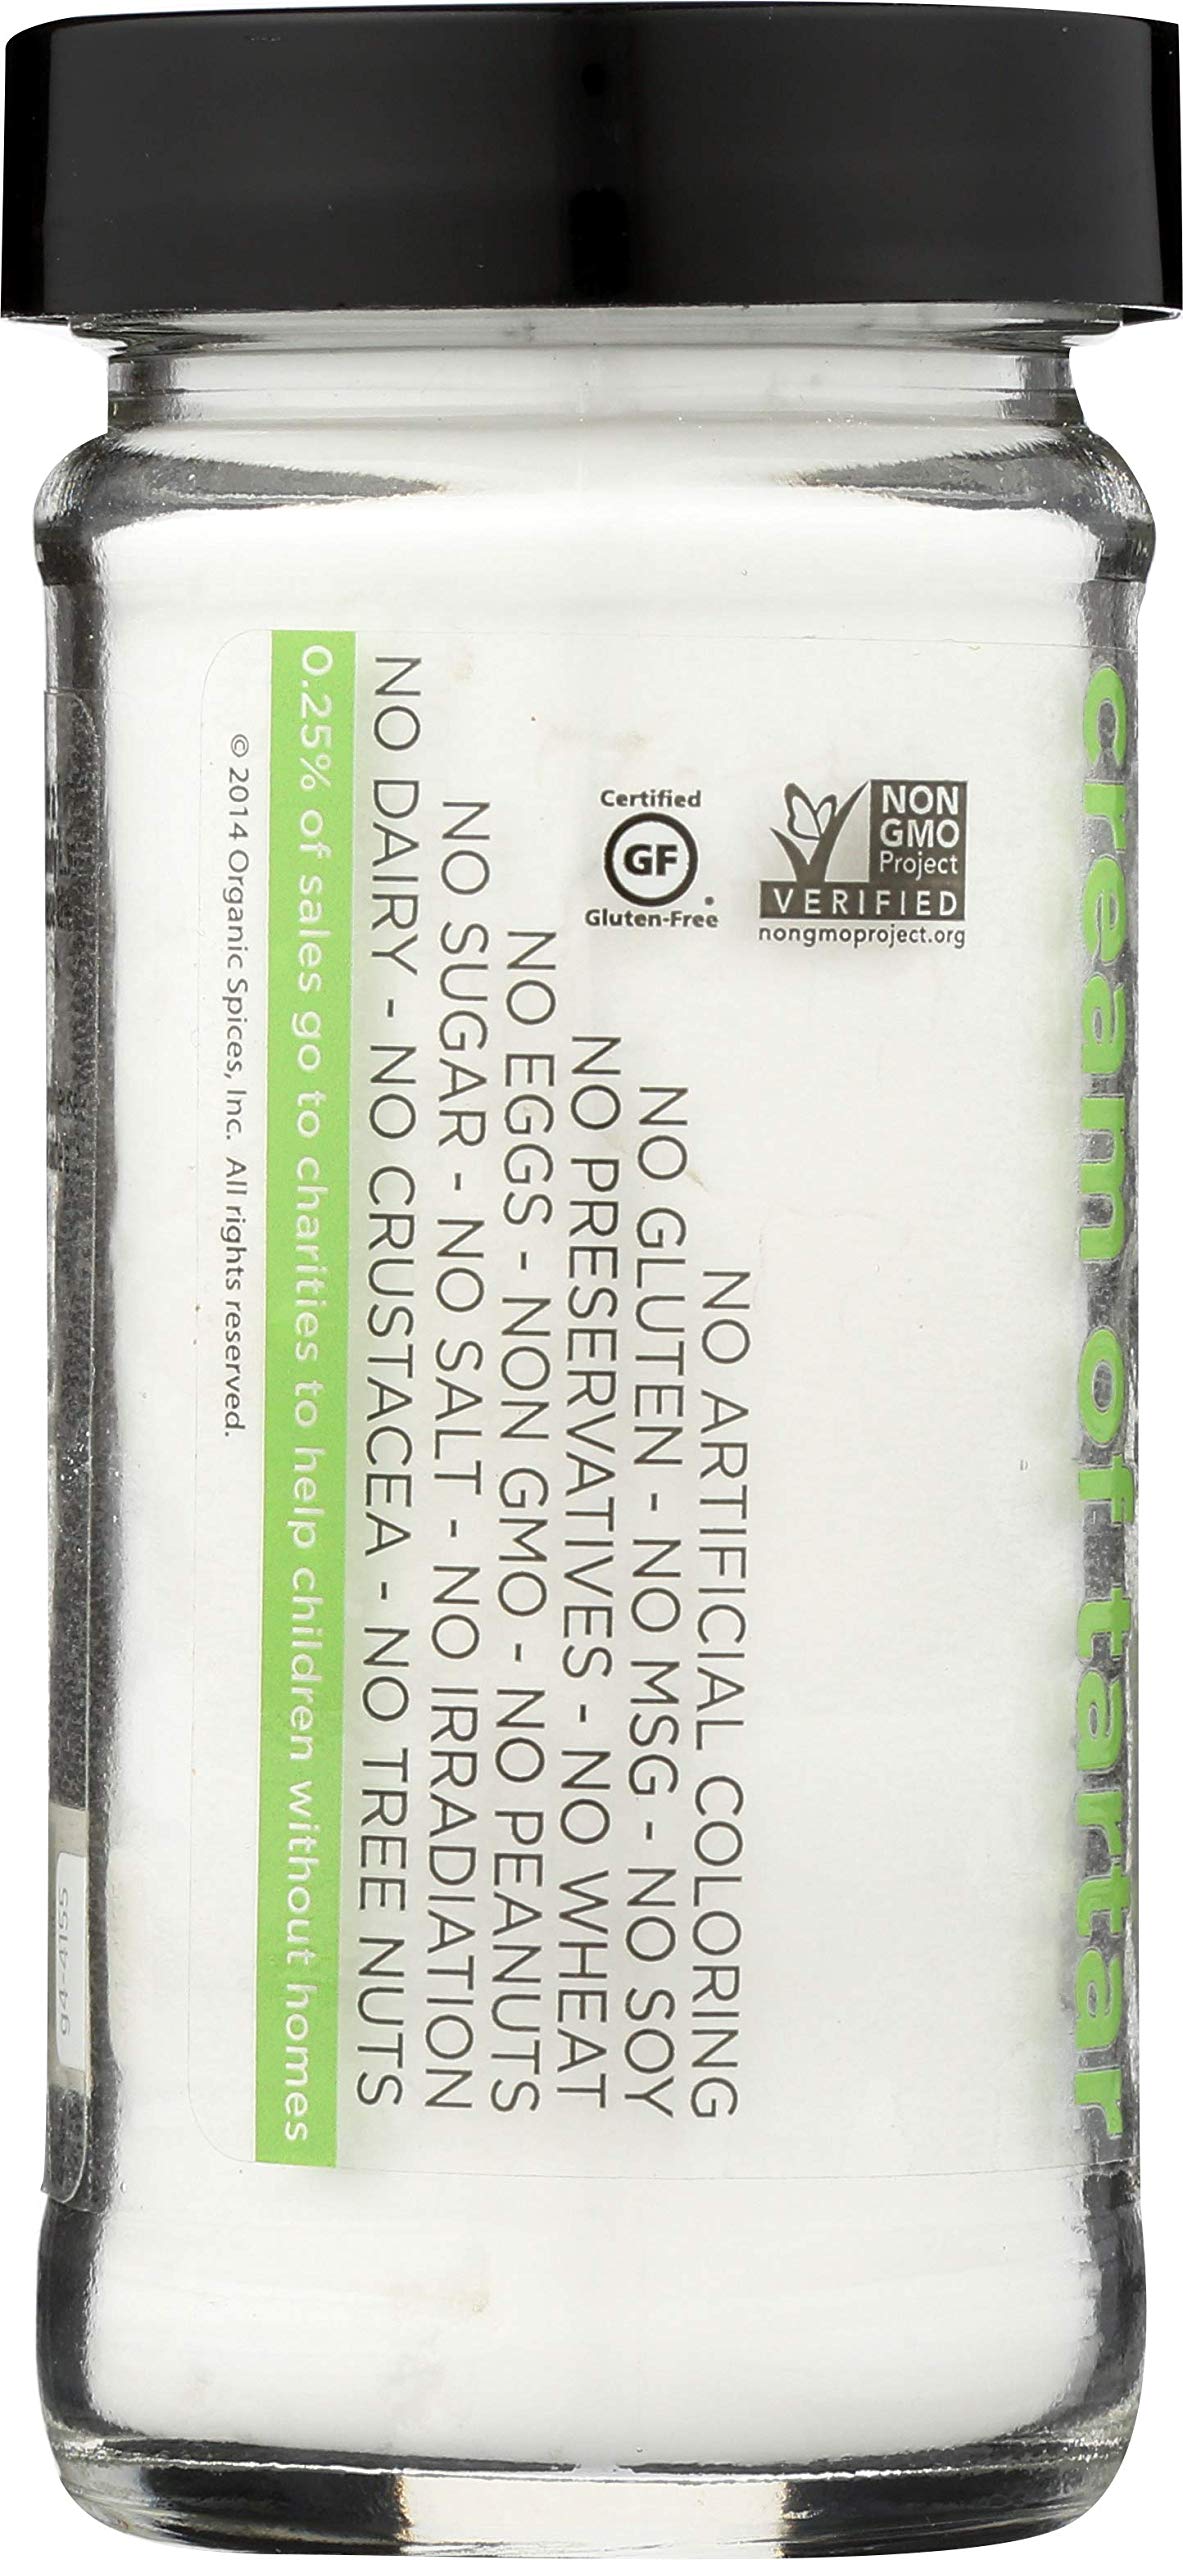 cream of tartar
NON
GMO
Project
VERIFIED
nongmoproject.org
Certified
GF
Gluten-Free
NO ARTIFICIAL COLORING
NO GLUTEN - NO MSG - NO SOY
NO PRESERVATIVES - NO WHEAT
NO EGGS - NON GMO - NO PEANUTS
NO SUGAR - NO SALT - NO IRRADIATION
NO DAIRY - NO CRUSTACEA - NO TREE NUTS
0.25% of sales go to charities to help children without homes
© 2014 Organic Spices, Inc. All rights reserved.